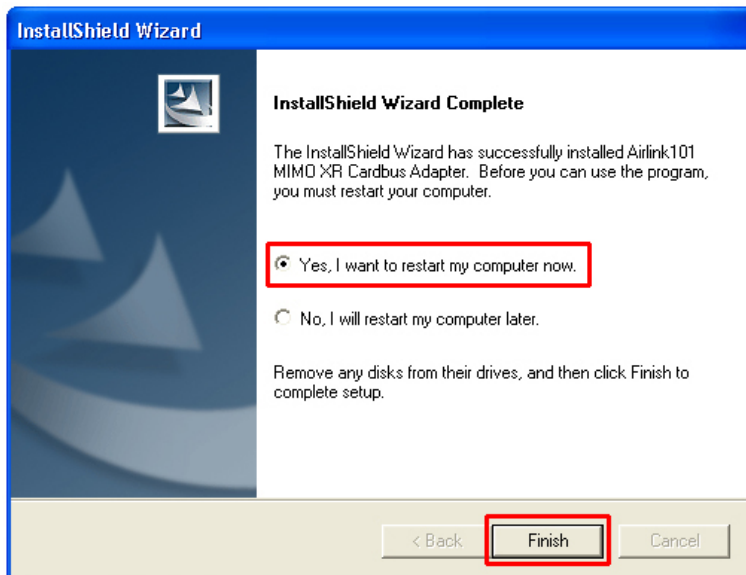 InstallShield Wizard
InstallShield Wizard Complete
The InstallShield Wizard has successfully installed Airlink101
MIMO XR Cardbus Adapter. Before you can use the program,
you must restart your computer.
Yes, I want to restart my computer now.
No, I will restart my computer later.
Remove any disks from their drives, and then click Finish to
complete setup.
< Back Finish Cancel